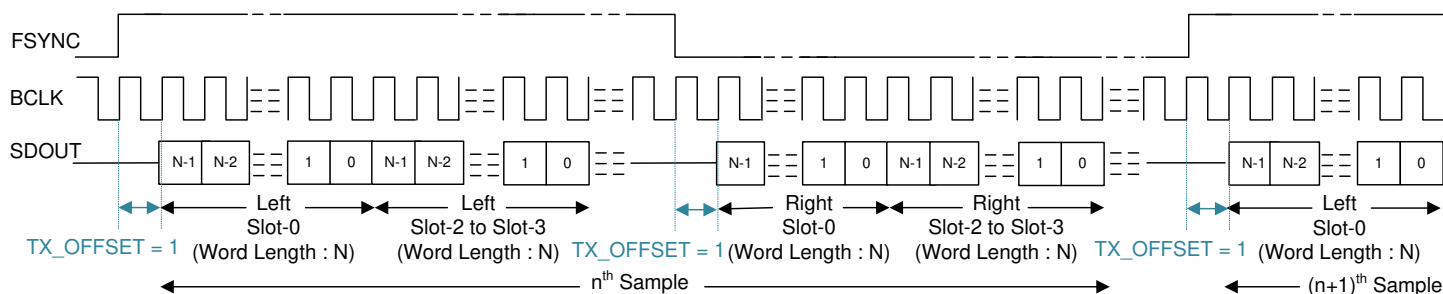 FSYNC
BCLK
SDOUT
N-1 N-2 1 0 N-1 N-2 1 0 N-1 1 0 N-1 N-2 1 0 N-1 N-2 1 0
Left Left Right Right Left
Slot-0 Slot-2 to Slot-3 Slot-0 Slot-2 to Slot-3 Slot-0
TX_OFFSET = 1 (Word Length : N) (Word Length : N) TX_OFFSET = 1 (Word Length : N) (Word Length : N) TX_OFFSET = 1 (Word Length : N)
nth Sample (n+1)th Sample